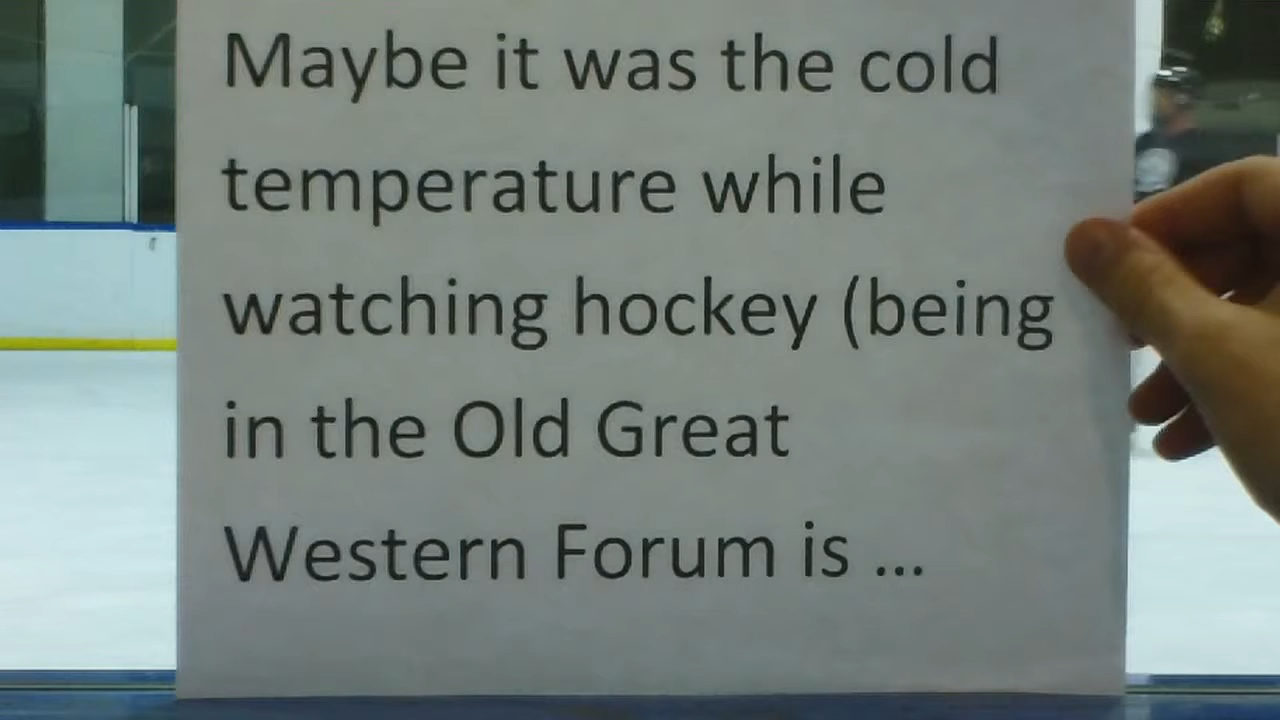 Maybe it was the cold
temperature while
watching hockey (being
in the Old Great
Western Forum is ...